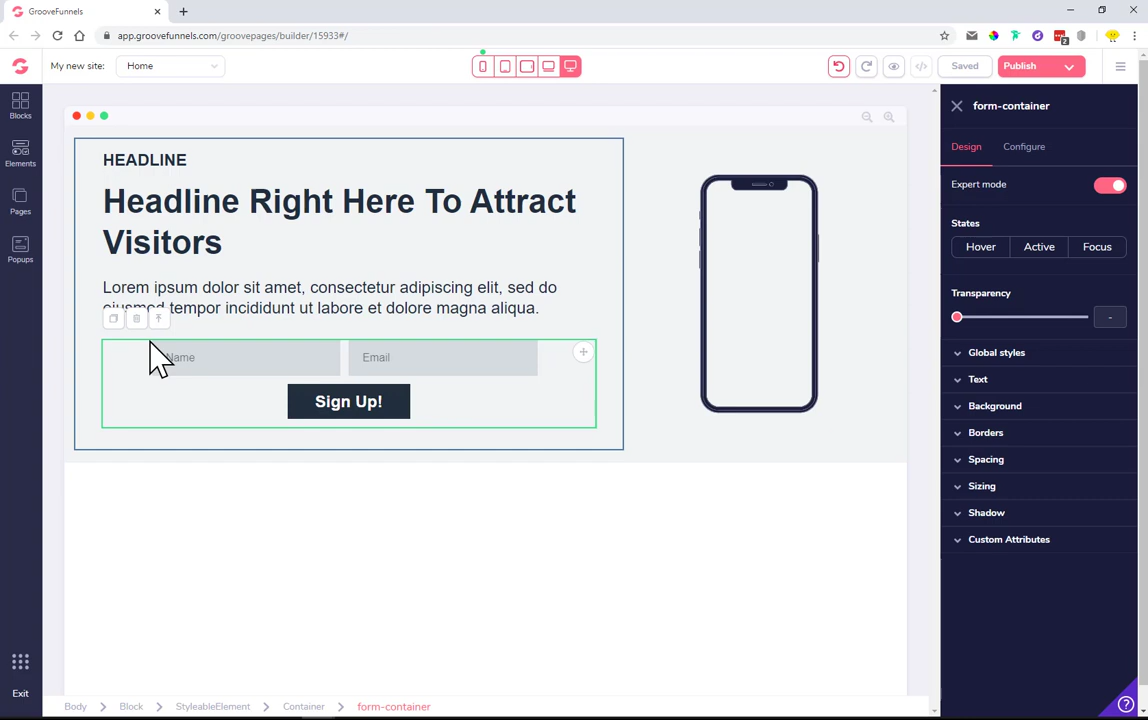 GrooveFunnels
app.groovefunnels.com/groovepages/builder/15933#/
2
My new site:
Home
Saved
Publish
Blocks
Elements
Pages
Popups
Exit
HEADLINE
Headline Right Here To Attract
Visitors
Lorem ipsum dolor sit amet, consectetur adipiscing elit, sed do
eiusmod tempor incididunt ut labore et dolore magna aliqua.
Name
Email
Sign Up!
form-container
Design
Configure
Expert mode
States
Hover
Active
Focus
Transparency
-
Global styles
Text
Background
Borders
Spacing
Sizing
Shadow
Custom Attributes
Body
Block
StyleableElement
Container
form-container